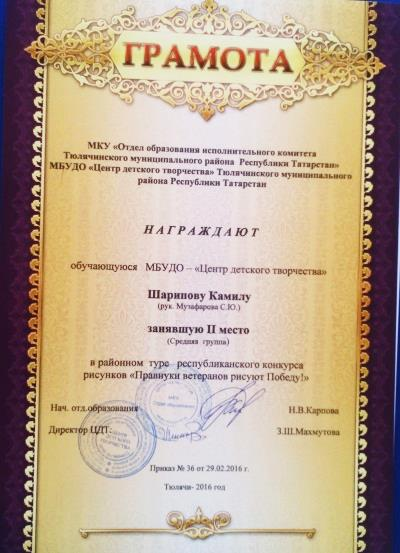 ГРАМОТА
МКУ «Отдел образования исполнительного комитета
Тюлячинского муниципального района Республики Татарстан»
МБУДО «Центр детского творчества» Тюлячинского муниципального
района Республики Татарстан
НАГРАЖДАЮТ
обучающуюся МБУДО – «Центр детского творчества»
Шарипову Камилу
(рук. Музафарова С.Ю.)
занявшую II место
(Средняя группа)
в районном туре республиканского конкурса
рисунков «Правнуки ветеранов рисуют Победу!»
Нач. отд.образования Н.В.Карпова
Директор ЦДТ З.Ш.Махмутова
Приказ № 36 от 29.02.2016 г.
Тюлячи- 2016 год